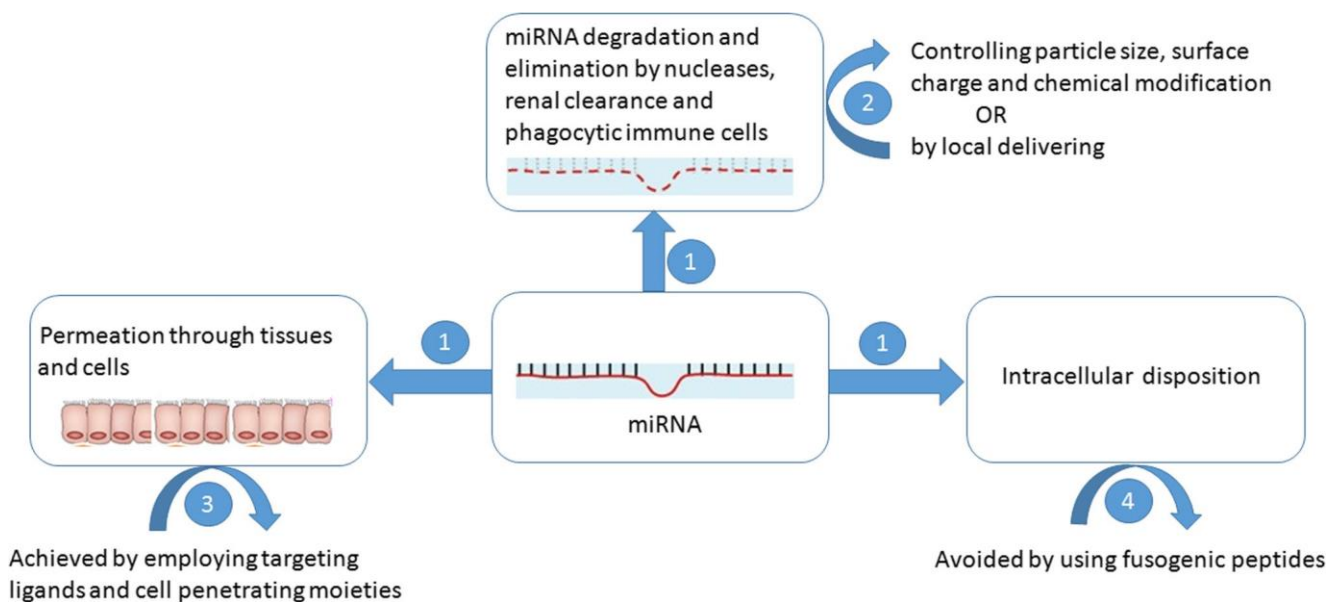 miRNA degradation and
elimination by nucleases,
renal clearance and
phagocytic immune cells
2
Controlling particle size, surface
charge and chemical modification
OR
by local delivering
1
Permeation through tissues
and cells
1
miRNA
1
Intracellular disposition
3
Achieved by employing targeting
ligands and cell penetrating moieties
4
Avoided by using fusogenic peptides